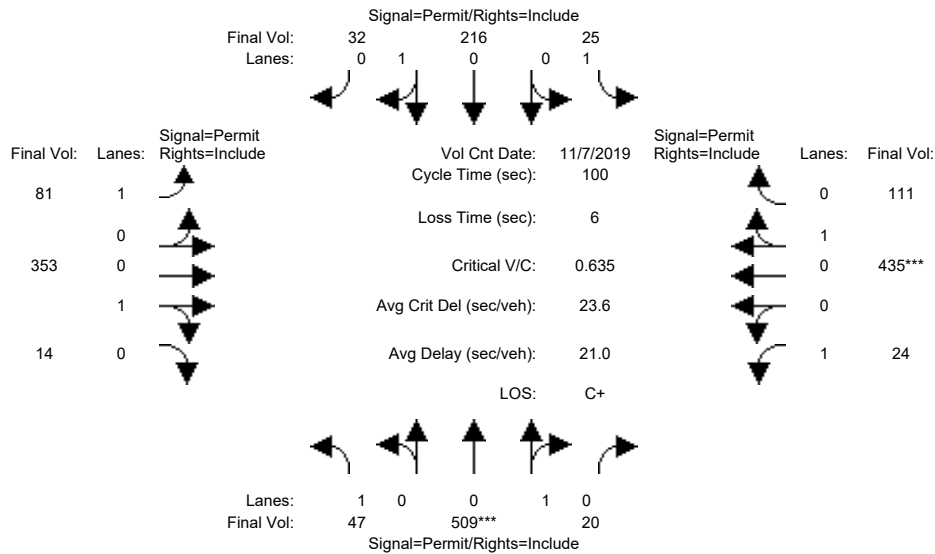 Signal=Permit/Rights=Include
Final Vol: 32 216 25
Lanes: 0 1 0 0 1
Signal=Permit
Final Vol: Lanes: Rights=Include
Vol Cnt Date: 11/7/2019
Signal=Permit
Rights=Include Lanes: Final Vol:
Cycle Time (sec): 100
81 1
0 111
Loss Time (sec): 6
0
1
353 0
Critical V/C: 0.635
0 435***
1
Avg Crit Del (sec/veh): 23.6
0
14 0
Avg Delay (sec/veh): 21.0
1 24
LOS: C+
Lanes: 1 0 0 1 0
Final Vol: 47 509*** 20
Signal=Permit/Rights=Include